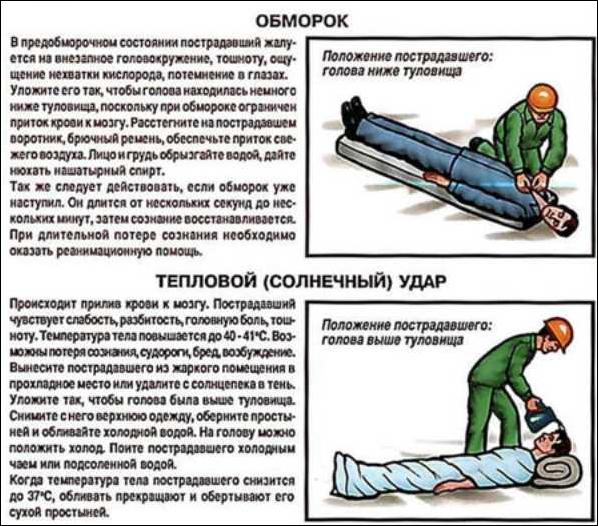 ОБМОРОК
В предобморочном состоянии пострадавший жалу-
ется на внезапное головокружение, тошноту, ощу-
щение нехватки кислорода, потемнение в глазах.
Уложите его так, чтобы голова находилась немного
ниже туловища, поскольку при обмороке ограничен
приток крови к мозгу. Расстегните на пострадавшем
воротник, брючный ремень, обеспечьте приток све-
жего воздуха. Лицо и грудь обрызгайте водой, дайте
нюхать нашатырный спирт.
Так же следует действовать, если обморок уже
наступил. Он длится от нескольких секунд до не-
скольких минут, затем сознание восстанавливается.
При длительной потере сознания необходимо
оказать реанимационную помощь.
Положение пострадавшего:
голова ниже туловища
ТЕПЛОВОЙ (СОЛНЕЧНЫЙ) УДАР
Происходит прилив крови к мозгу. Пострадавший
чувствует слабость, разбитость, головную боль, тош-
ноту. Температура тела повышается до 40 - 41°С. Воз-
можны потеря сознания, судороги, бред, возбуждение.
Вынесите пострадавшего из жаркого помещения в
прохладное место или удалите с солнцепека в тень.
Уложите так, чтобы голова была выше туловища.
Снимите с него верхнюю одежду, оберните просты-
ней и обливайте холодной водой. На голову можно
положить холод. Поите пострадавшего холодным
чаем или подсоленной водой.
Когда температура тела пострадавшего снизится
до 37°С, обливать прекращают и обертывают его
сухой простыней.
Положение пострадавшего:
голова выше туловища